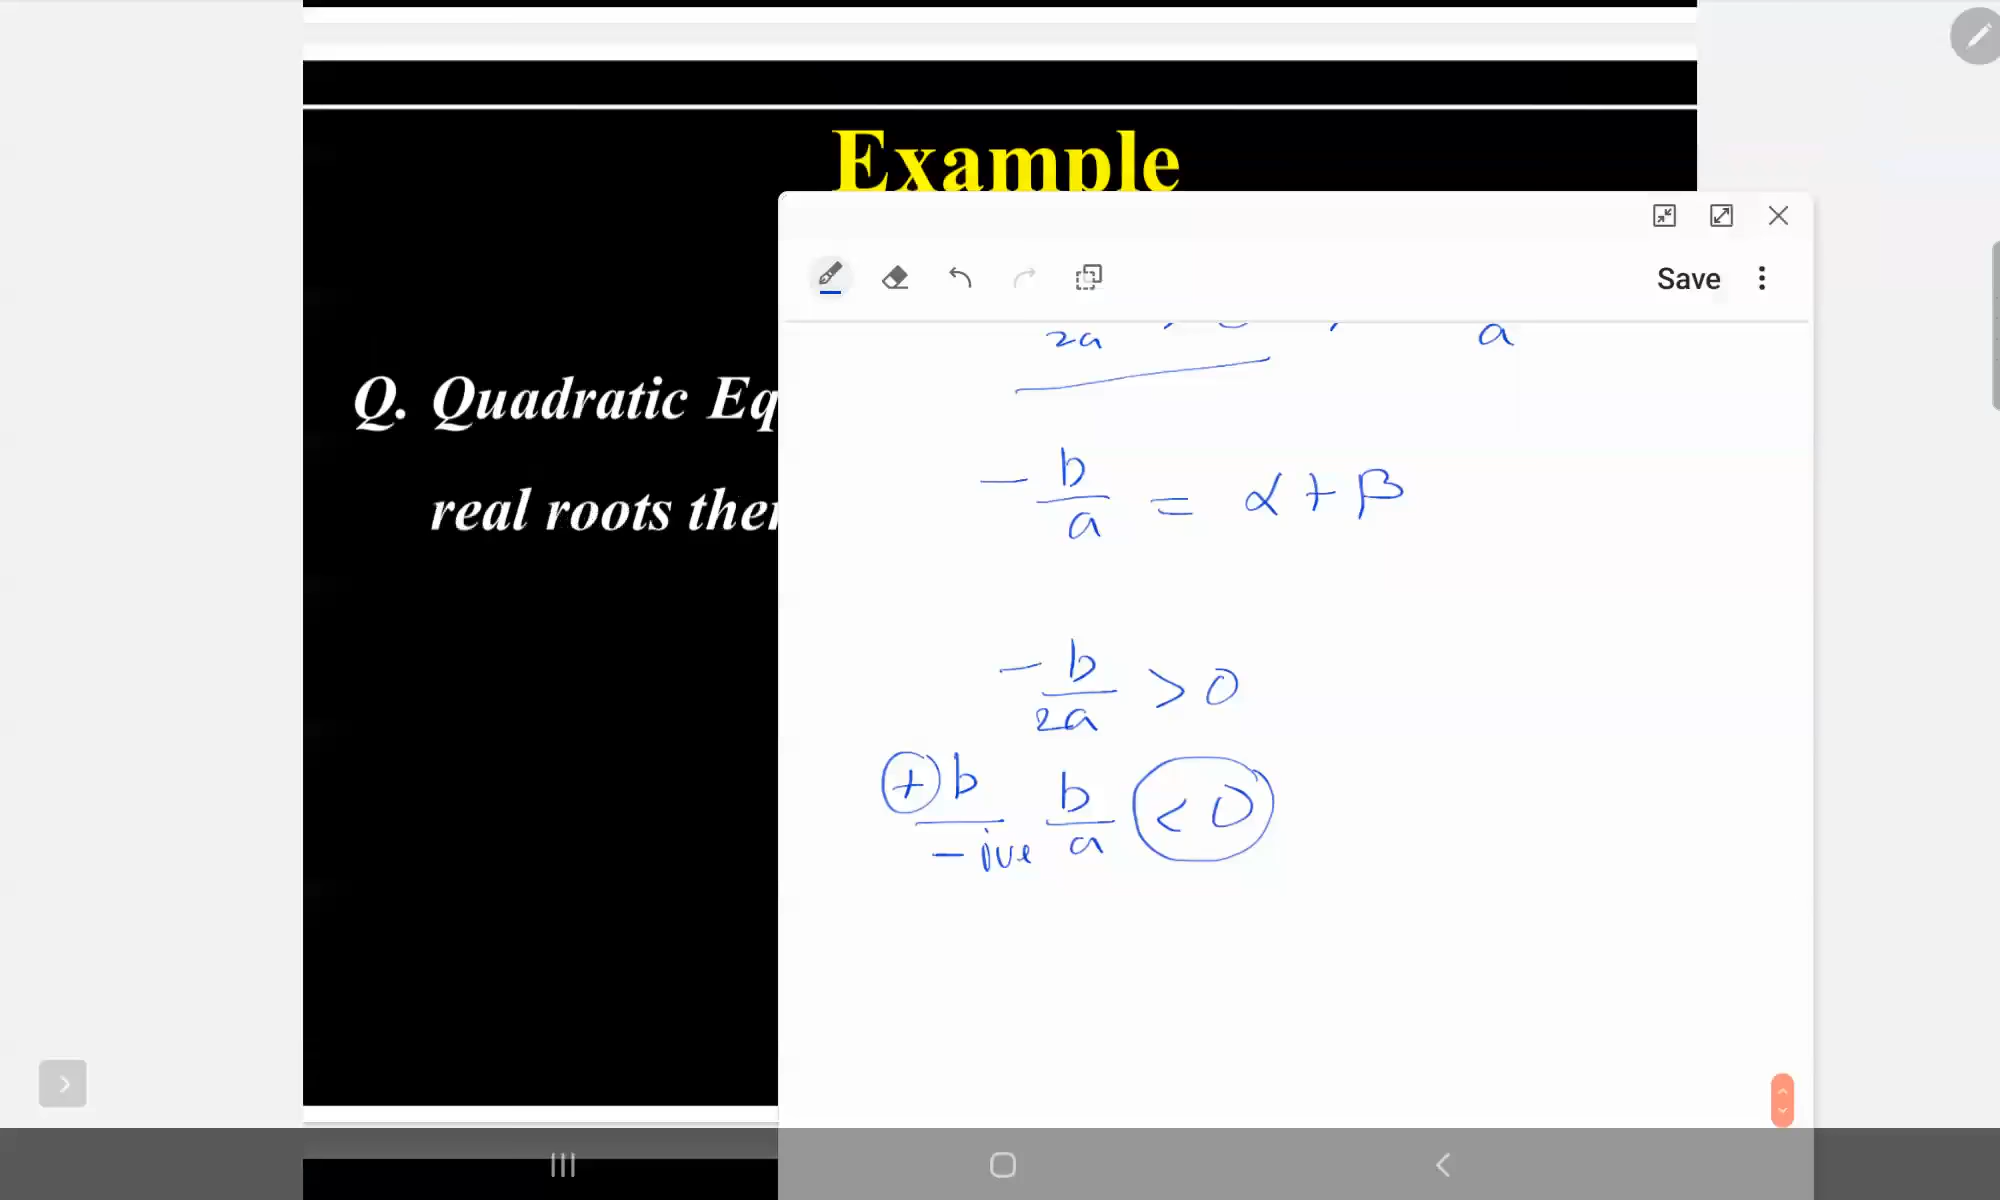 Example
Q. Quadratic Eq
real roots the
Save
2a a
- b/a = α + β
- b/2a > 0
+b/-ive b/a < 0